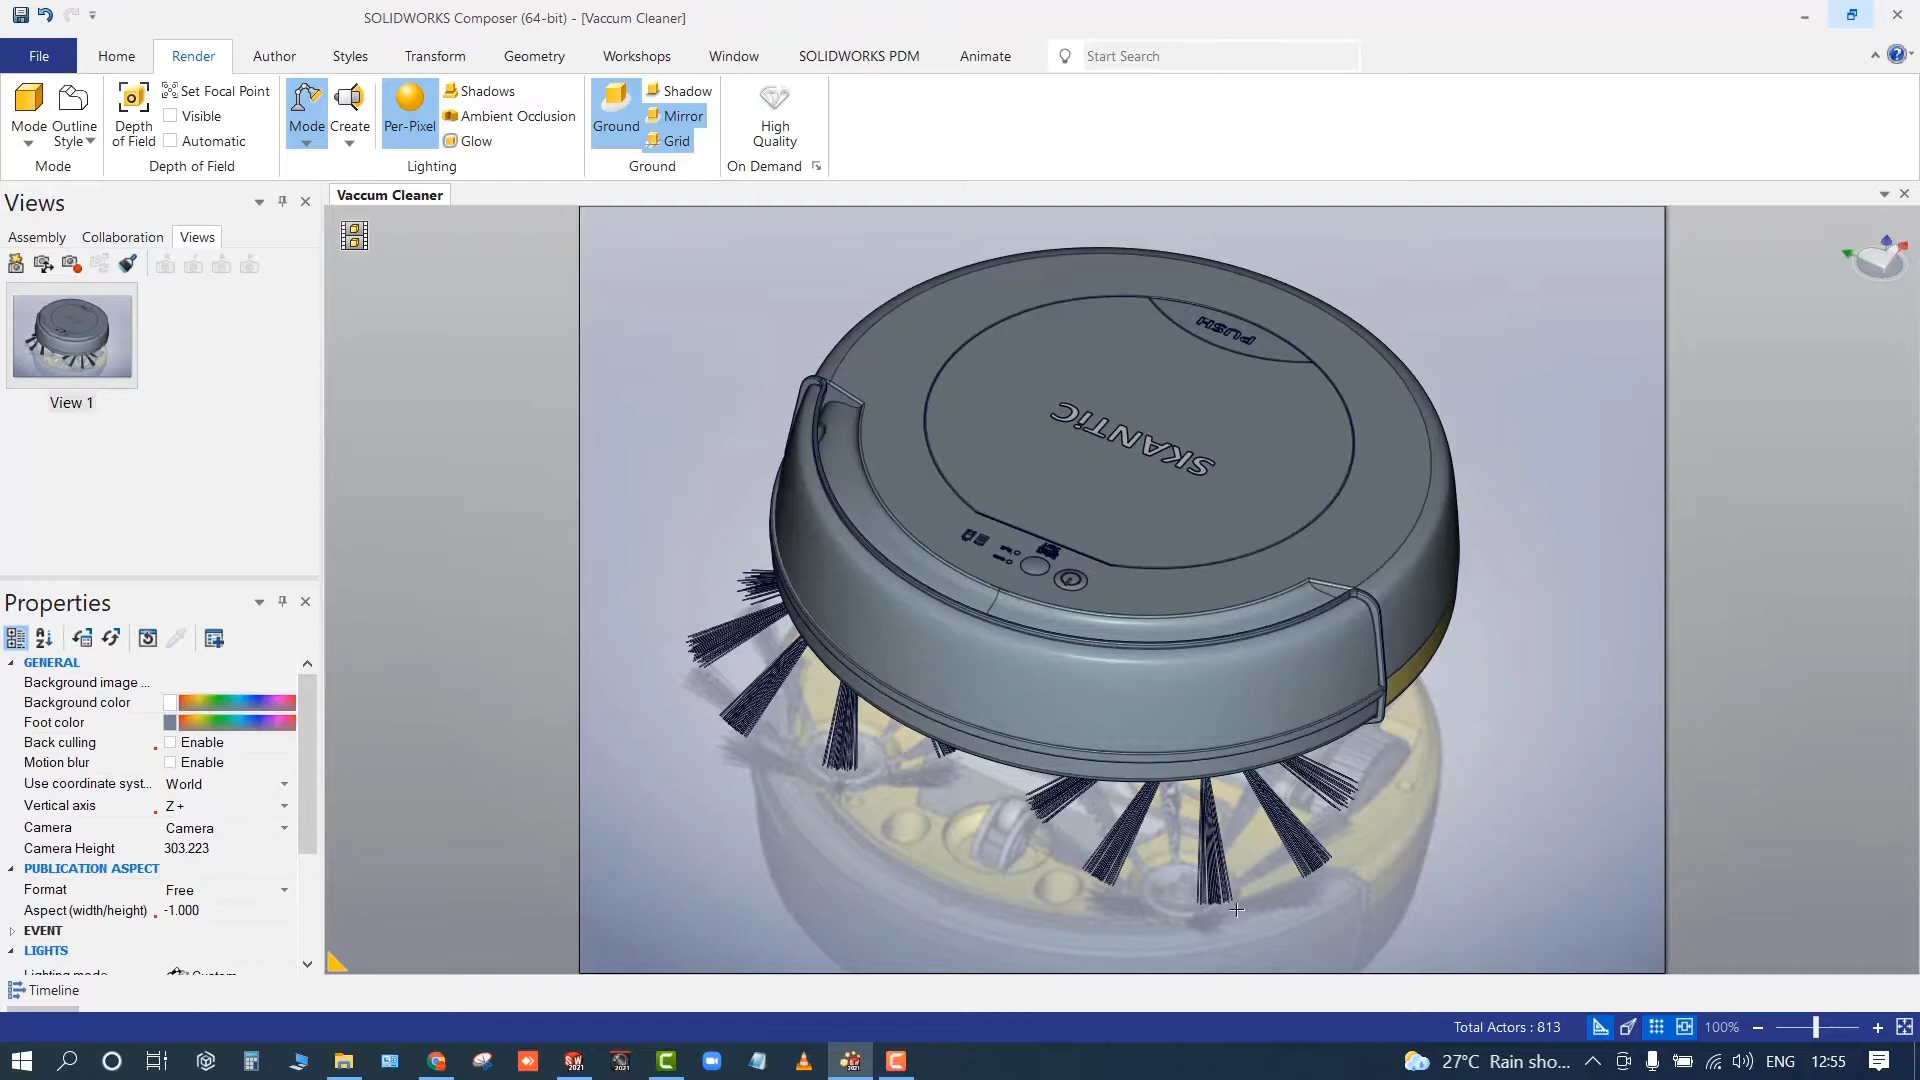 SOLIDWORKS Composer (64-bit) - [Vaccum Cleaner]
File
Home
Render
Author
Styles
Transform
Geometry
Workshops
Window
SOLIDWORKS PDM
Animate
Start Search
Mode
Outline Style
Mode
Depth of Field
Set Focal Point
Visible
Automatic
Depth of Field
Mode
Create
Per-Pixel
Shadows
Ambient Occlusion
Glow
Lighting
Ground
Shadow
Mirror
Grid
Ground
High Quality
On Demand
Views
Assembly
Collaboration
Views
View 1
Vaccum Cleaner
PUSH
SKANTiC
Properties
GENERAL
Background image ...
Background color
Foot color
Back culling Enable
Motion blur Enable
Use coordinate syst... World
Vertical axis Z +
Camera Camera
Camera Height 303.223
PUBLICATION ASPECT
Format Free
Aspect (width/height) -1.000
EVENT
LIGHTS
Lighting mode Custom
Timeline
Total Actors : 813
100%
27°C Rain sho...
ENG
12:55